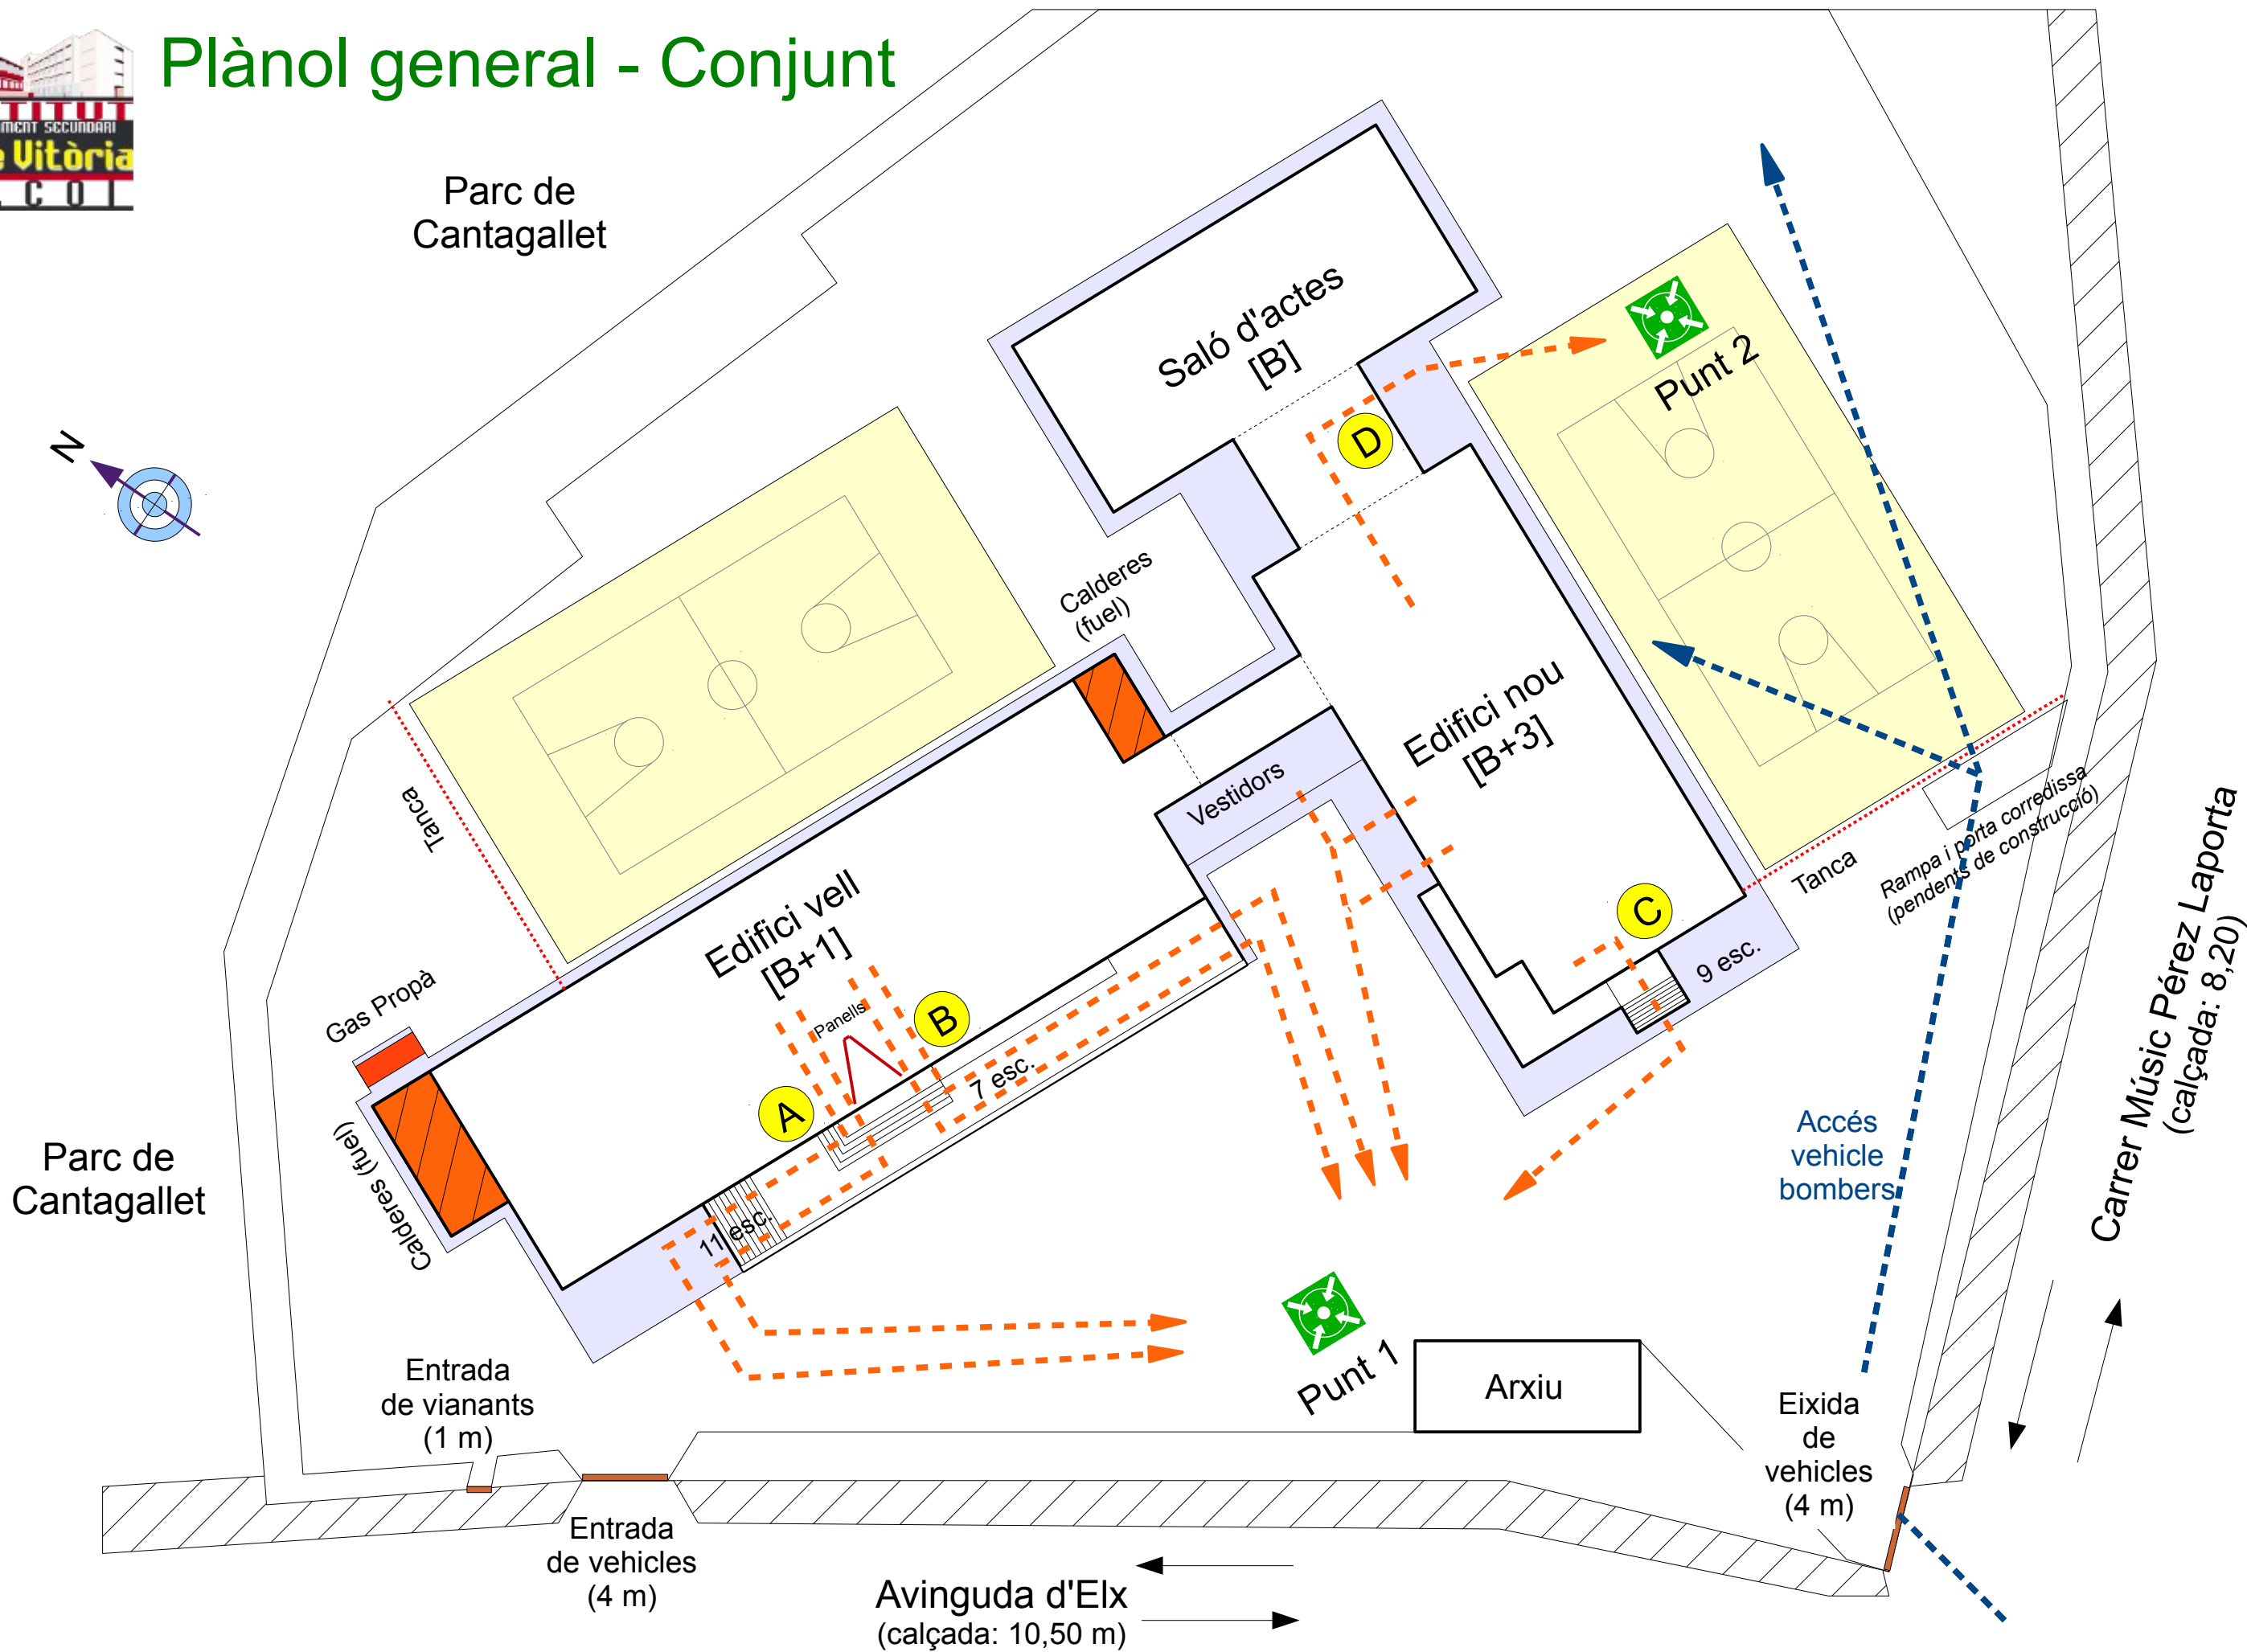 Plànol general - Conjunt
TITUT
MENT SECUNDARI
e Vitòria
C O I
Parc de
Cantagallet
N
Saló d'actes
[B]
Punt 2
D
Calderes
(fuel)
Edifici nou
[B+3]
Tanca
Vestidors
Rampa i porta corredissa
(pendents de construcció)
Tanca
Carrer Músic Pérez Laporta
(calçada: 8,20)
Edifici vell
[B+1]
C
9 esc.
Gas Propà
Panells
B
A
7 esc.
Accés
vehicle
bombers
Parc de
Cantagallet
Calderes (fuel)
11 esc.
Punt 1
Arxiu
Entrada
de vianants
(1 m)
Eixida
de
vehicles
(4 m)
Entrada
de vehicles
(4 m)
Avinguda d'Elx
(calçada: 10,50 m)